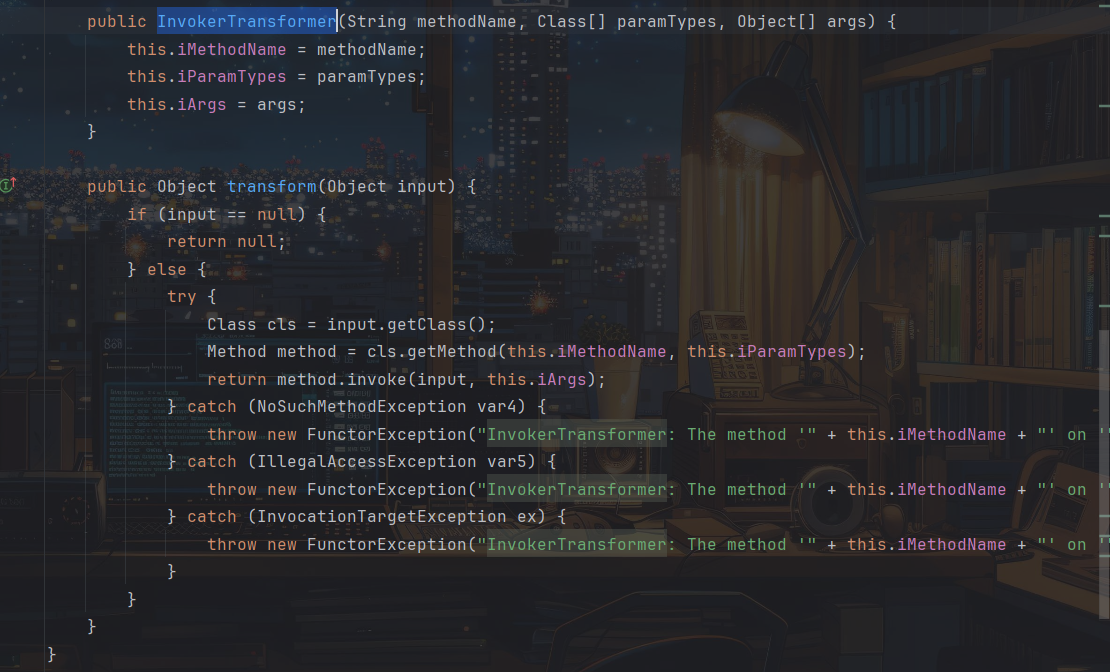 public InvokerTransformer(String methodName, Class[] paramTypes, Object[] args) {
this.iMethodName = methodName;
this.iParamTypes = paramTypes;
this.iArgs = args;
}
public Object transform(Object input) {
if (input == null) {
return null;
} else {
try {
Class cls = input.getClass();
Method method = cls.getMethod(this.iMethodName, this.iParamTypes);
return method.invoke(input, this.iArgs);
} catch (NoSuchMethodException var4) {
throw new FunctorException("InvokerTransformer: The method '" + this.iMethodName + "' on '"
} catch (IllegalAccessException var5) {
throw new FunctorException("InvokerTransformer: The method '" + this.iMethodName + "' on '"
} catch (InvocationTargetException ex) {
throw new FunctorException("InvokerTransformer: The method '" + this.iMethodName + "' on '"
}
}
}
}